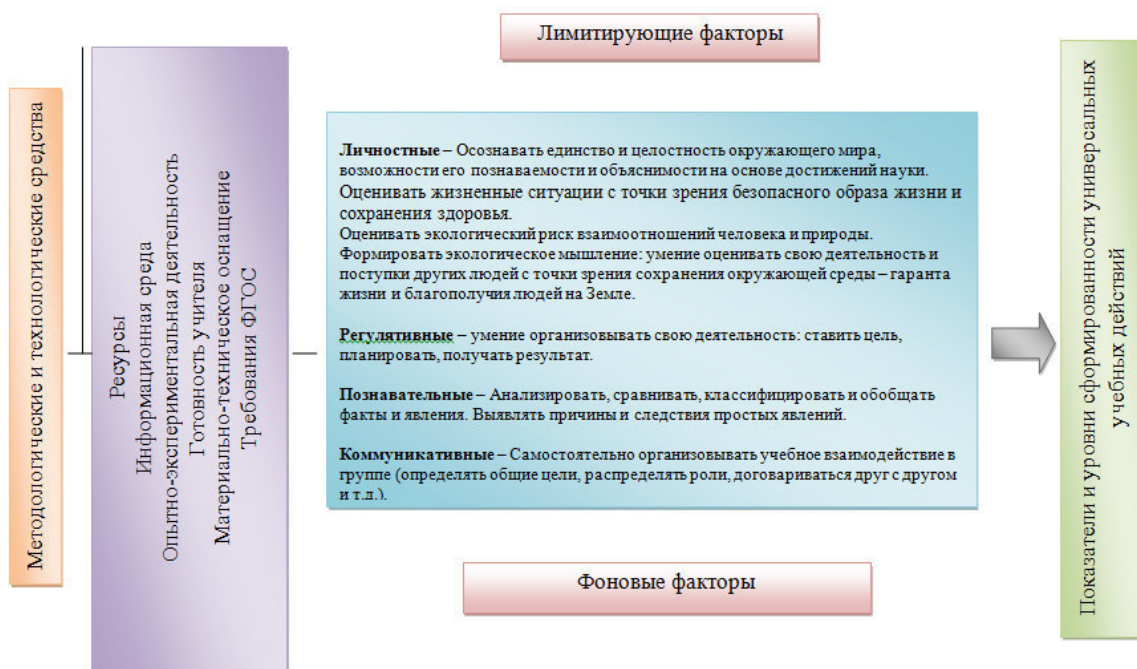 Лимитирующие факторы
Методологические и технологические средства
Ресурсы
Информационная среда
Опытно-экспериментальная деятельность
Готовность учителя
Материально-техническое оснащение
Требования ФГОС
Личностные – Осознавать единство и целостность окружающего мира,
возможности его познаваемости и объяснимости на основе достижений науки.
Оценивать жизненные ситуации с точки зрения безопасного образа жизни и
сохранения здоровья.
Оценивать экологический риск взаимоотношений человека и природы.
Формировать экологическое мышление: умение оценивать свою деятельность и
поступки других людей с точки зрения сохранения окружающей среды – гаранта
жизни и благополучия людей на Земле.
Регулятивные – умение организовывать свою деятельность: ставить цель,
планировать, получать результат.
Познавательные – Анализировать, сравнивать, классифицировать и обобщать
факты и явления. Выявлять причины и следствия простых явлений.
Коммуникативные – Самостоятельно организовывать учебное взаимодействие в
группе (определять общие цели, распределять роли, договариваться друг с другом
и т.д.).
Показатели и уровни сформированности универсальных
учебных действий
Фоновые факторы